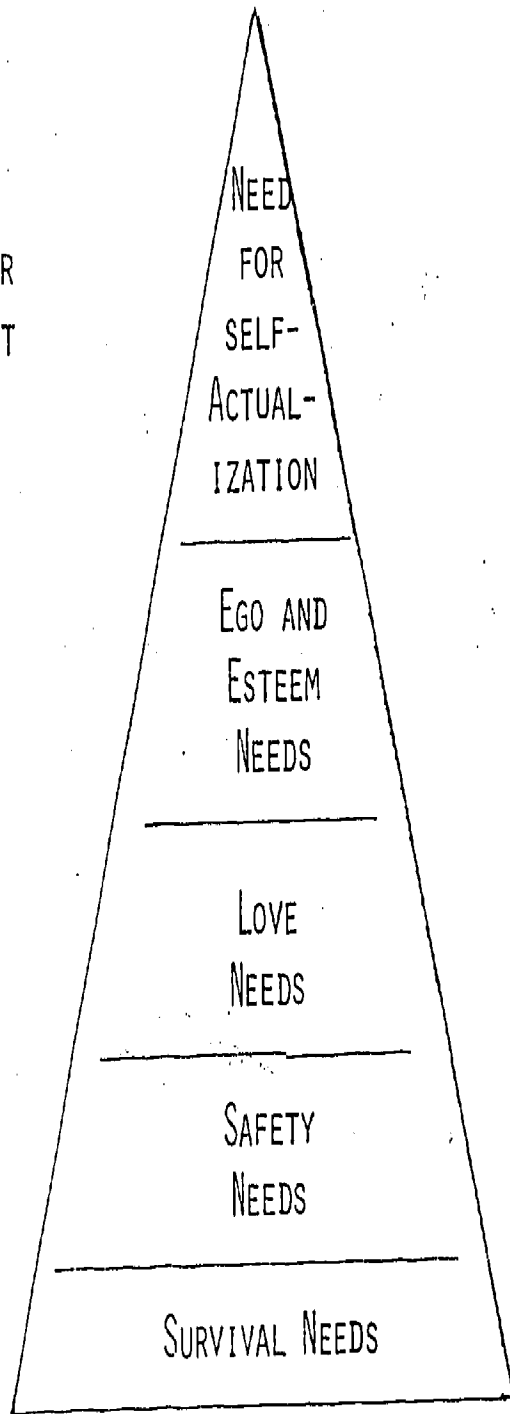 NEED
FOR
SELF-
ACTUAL-
IZATION
R
T
EGO AND
ESTEEM
NEEDS
LOVE
NEEDS
SAFETY
NEEDS
SURVIVAL NEEDS